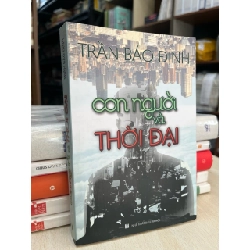 TRẦN BẢO ĐỊNH
con người
và
THỜI ĐẠI